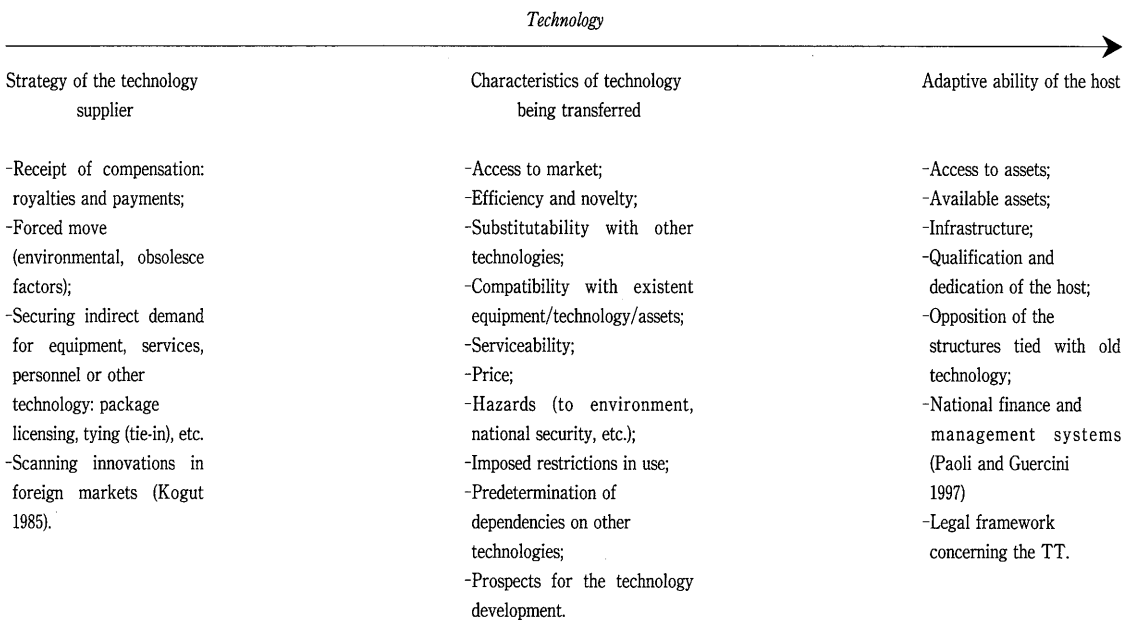 Technology
Strategy of the technology
supplier
-Receipt of compensation:
royalties and payments;
-Forced move
(environmental, obsolesce
factors);
-Securing indirect demand
for equipment, services,
personnel or other
technology: package
licensing, tying (tie-in), etc.
-Scanning innovations in
foreign markets (Kogut
1985).
Characteristics of technology
being transferred
-Access to market;
-Efficiency and novelty;
-Substitutability with other
technologies;
-Compatibility with existent
equipment/technology/assets;
-Serviceability;
-Price;
-Hazards (to environment,
national security, etc.);
-Imposed restrictions in use;
-Predetermination of
dependencies on other
technologies;
-Prospects for the technology
development.
Adaptive ability of the host
-Access to assets;
-Available assets;
-Infrastructure;
-Qualification and
dedication of the host;
-Opposition of the
structures tied with old
technology;
-National finance and
management systems
(Paoli and Guercini
1997)
-Legal framework
concerning the TT.